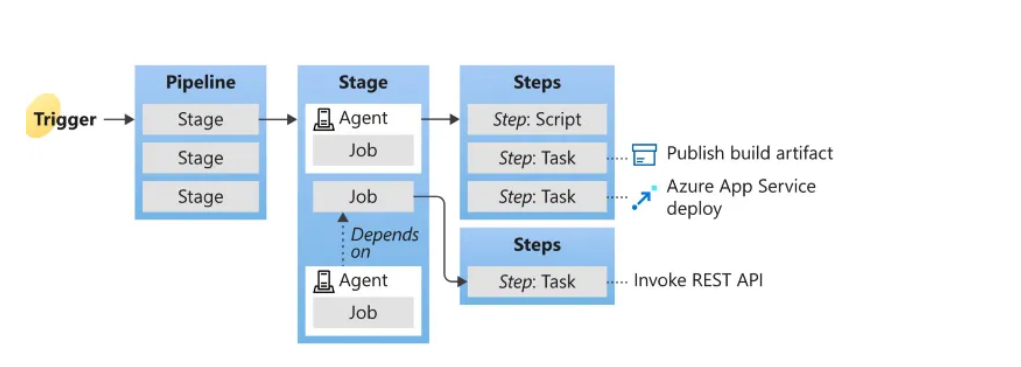 Trigger
Pipeline
Stage
Stage
Stage
Stage
Agent
Job
Job
Depends
on
Agent
Job
Steps
Step: Script
Step: Task
Publish build artifact
Step: Task
Azure App Service
deploy
Steps
Step: Task
Invoke REST API